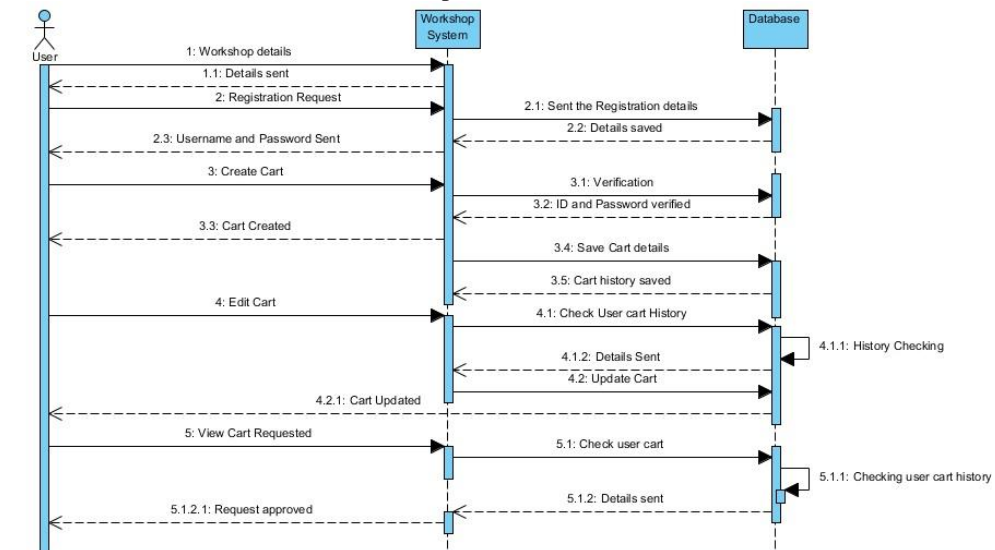 Workshop
System
Database
User
1: Workshop details
1.1: Details sent
2: Registration Request
2.1: Sent the Registration details
2.2: Details saved
2.3: Username and Password Sent
3: Create Cart
3.1: Verification
3.2: ID and Password verified
3.3: Cart Created
3.4: Save Cart details
3.5: Cart history saved
4: Edit Cart
4.1: Check User cart History
4.1.1: History Checking
4.1.2: Details Sent
4.2: Update Cart
4.2.1: Cart Updated
5: View Cart Requested
5.1: Check user cart
5.1.1: Checking user cart history
5.1.2: Details sent
5.1.2.1: Request approved